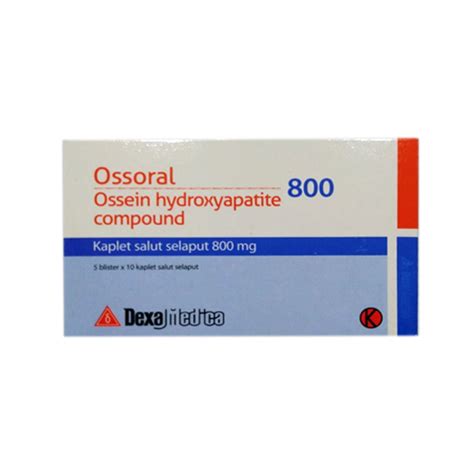 Ossoral
Ossein hydroxyapatite 800
compound
Kaplet salut selaput 800 mg
5 blister x 10 kaplet salut selaput
Dexa Medica
K